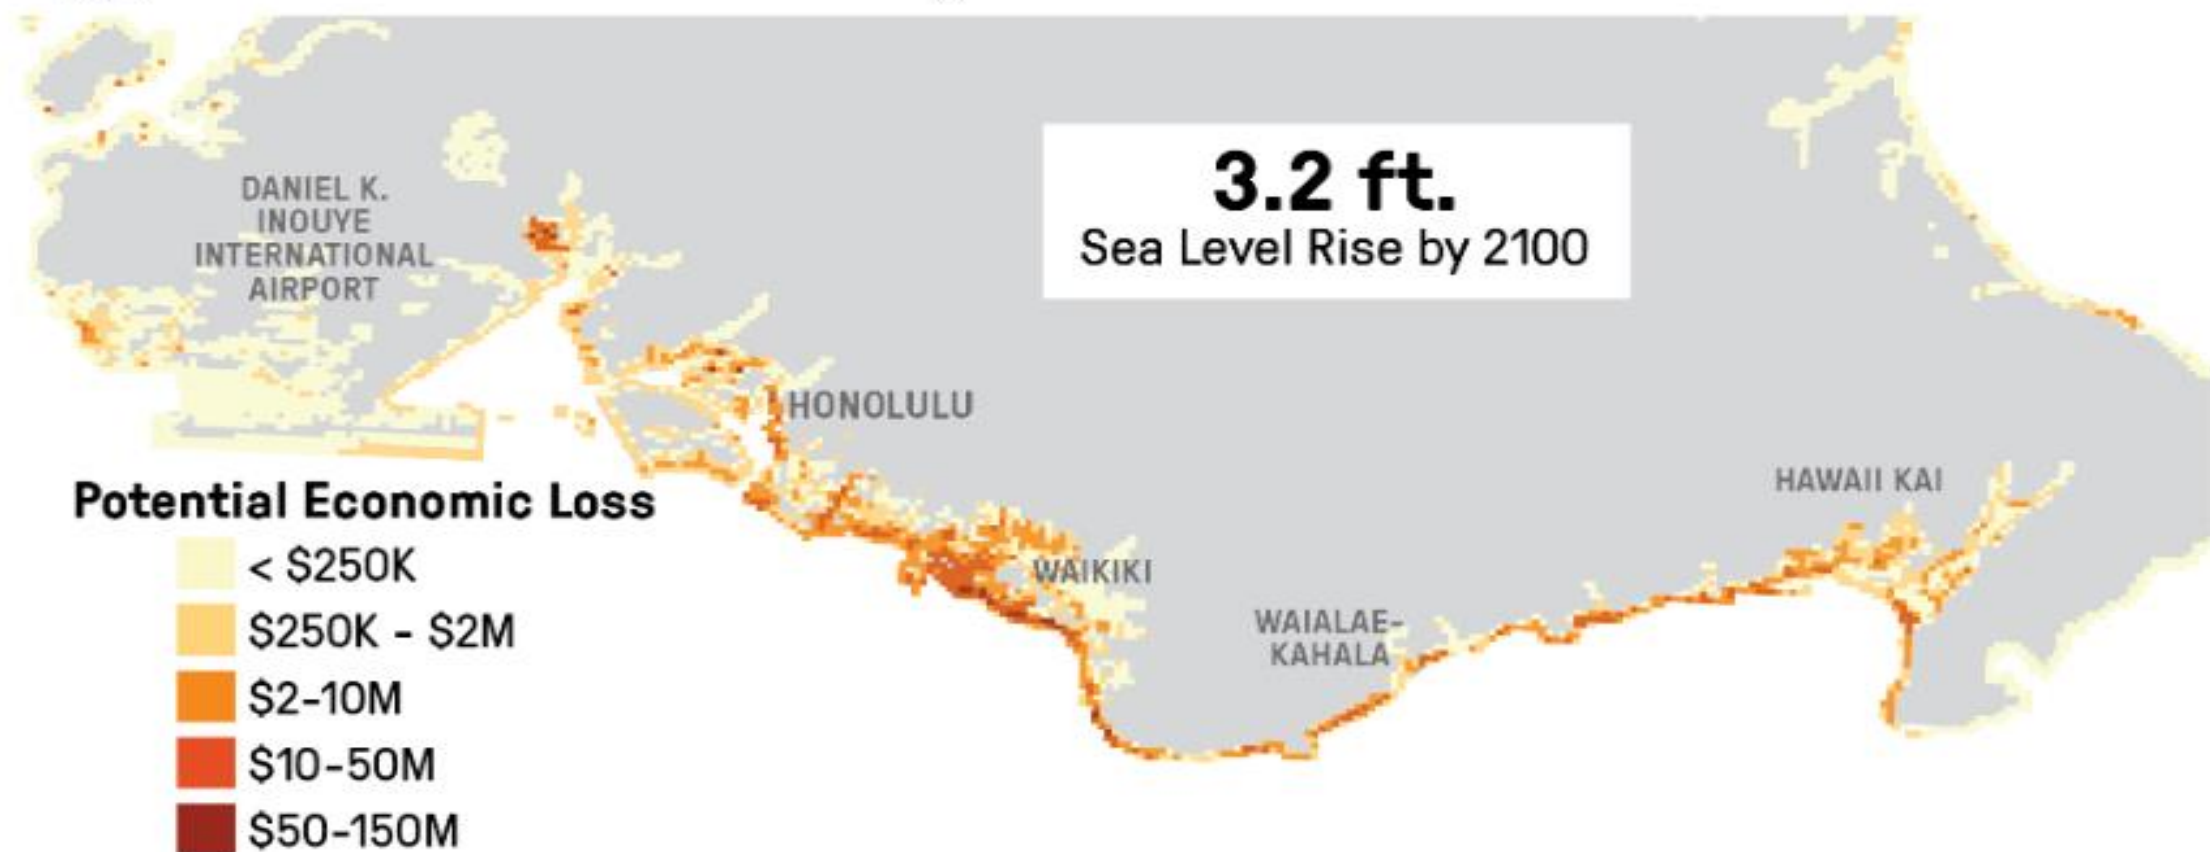 3.2 ft.
Sea Level Rise by 2100
DANIEL K.
INOUYE
INTERNATIONAL
AIRPORT
HONOLULU
WAIKIKI
WAIALAE-
KAHALA
HAWAII KAI
Potential Economic Loss
< $250K
$250K - $2M
$2-10M
$10-50M
$50-150M